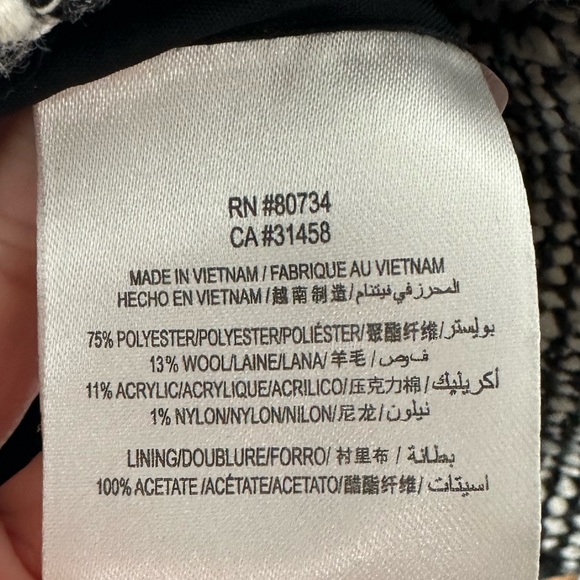 RN #80734
CA #31458
MADE IN VIETNAM / FABRIQUE AU VIETNAM
HECHO EN VIETNAM / 越南制造 / المحرز في فيتنام
75% POLYESTER/POLYESTER/POLIÉSTER/聚酯纤维/بوليستر
13% WOOL/LAINE/LANA/羊毛/
11% ACRYLIC/ACRYLIQUE/ACRILICO/压克力棉/أكريليك
1% NYLON/NYLON/NILON/尼龙/نيلون
LINING/DOUBLURE/FORRO/ 村里布 / بطانة
100% ACETATE /ACÉTATE/ACETATO/醋酯纤维/ اسيتات